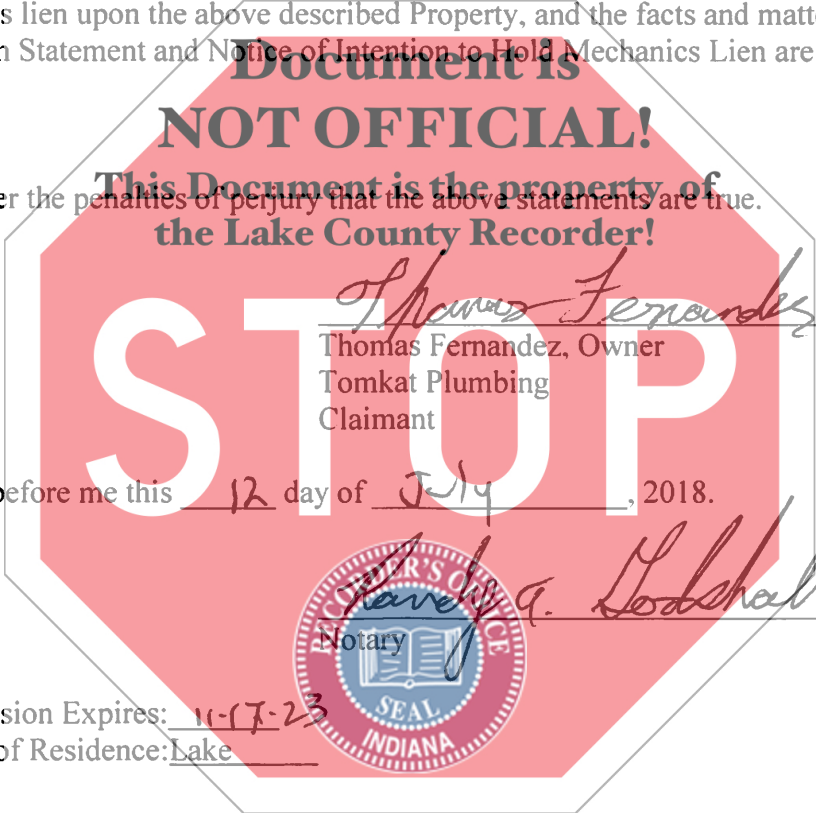 s lien upon the above described Property, and the facts and matt
n Statement and Notice of Intention to Hold Mechanics Lien are
Document is
NOT OFFICIAL!
This Document is the property of
the Lake County Recorder!
er the penalties of perjury that the above statements are true.
Thomas Fernandez
Thomas Fernandez, Owner
Tomkat Plumbing
Claimant
STOP
before me this 12 day of July, 2018.
Randy A. Godshal
Notary
RECORDER'S OFFICE
SEAL
INDIANA
sion Expires: 11-17-23
of Residence: Lake